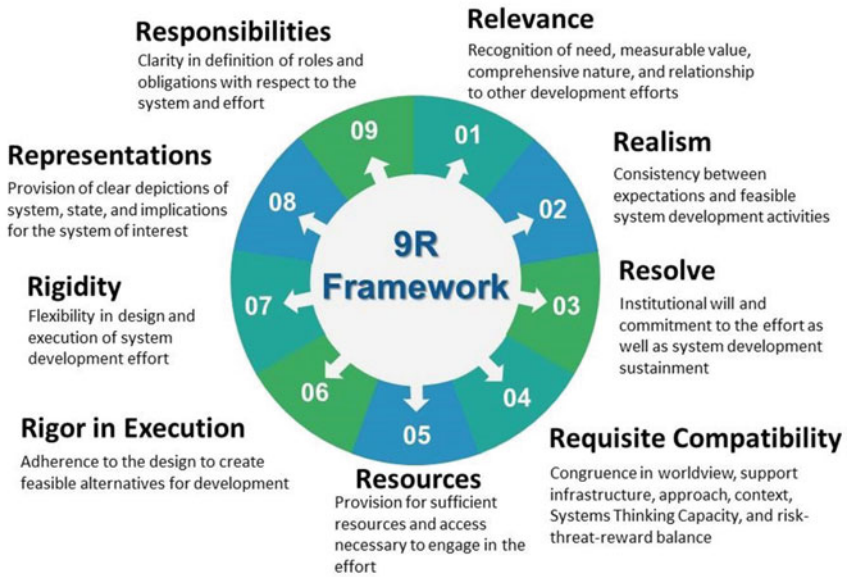 9R
Framework
01
Relevance
Recognition of need, measurable value,
comprehensive nature, and relationship
to other development efforts
02
Realism
Consistency between
expectations and feasible
system development activities
03
Resolve
Institutional will and
commitment to the effort as
well as system development
sustainment
04
Requisite Compatibility
Congruence in worldview, support
infrastructure, approach, context,
Systems Thinking Capacity, and risk-
threat-reward balance
05
Resources
Provision for sufficient
resources and access
necessary to engage in the
effort
06
Rigor in Execution
Adherence to the design to create
feasible alternatives for development
07
Rigidity
Flexibility in design and
execution of system
development effort
08
Representations
Provision of clear depictions of
system, state, and implications
for the system of interest
09
Responsibilities
Clarity in definition of roles and
obligations with respect to the
system and effort